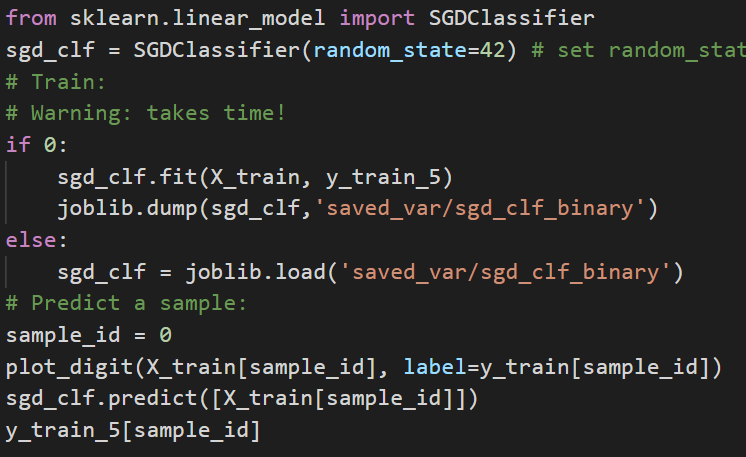 from sklearn.linear_model import SGDClassifier
sgd_clf = SGDClassifier(random_state=42) # set random_stat
# Train:
# Warning: takes time!
if 0:
    sgd_clf.fit(X_train, y_train_5)
    joblib.dump(sgd_clf,'saved_var/sgd_clf_binary')
else:
    sgd_clf = joblib.load('saved_var/sgd_clf_binary')
# Predict a sample:
sample_id = 0
plot_digit(X_train[sample_id], label=y_train[sample_id])
sgd_clf.predict([X_train[sample_id]])
y_train_5[sample_id]